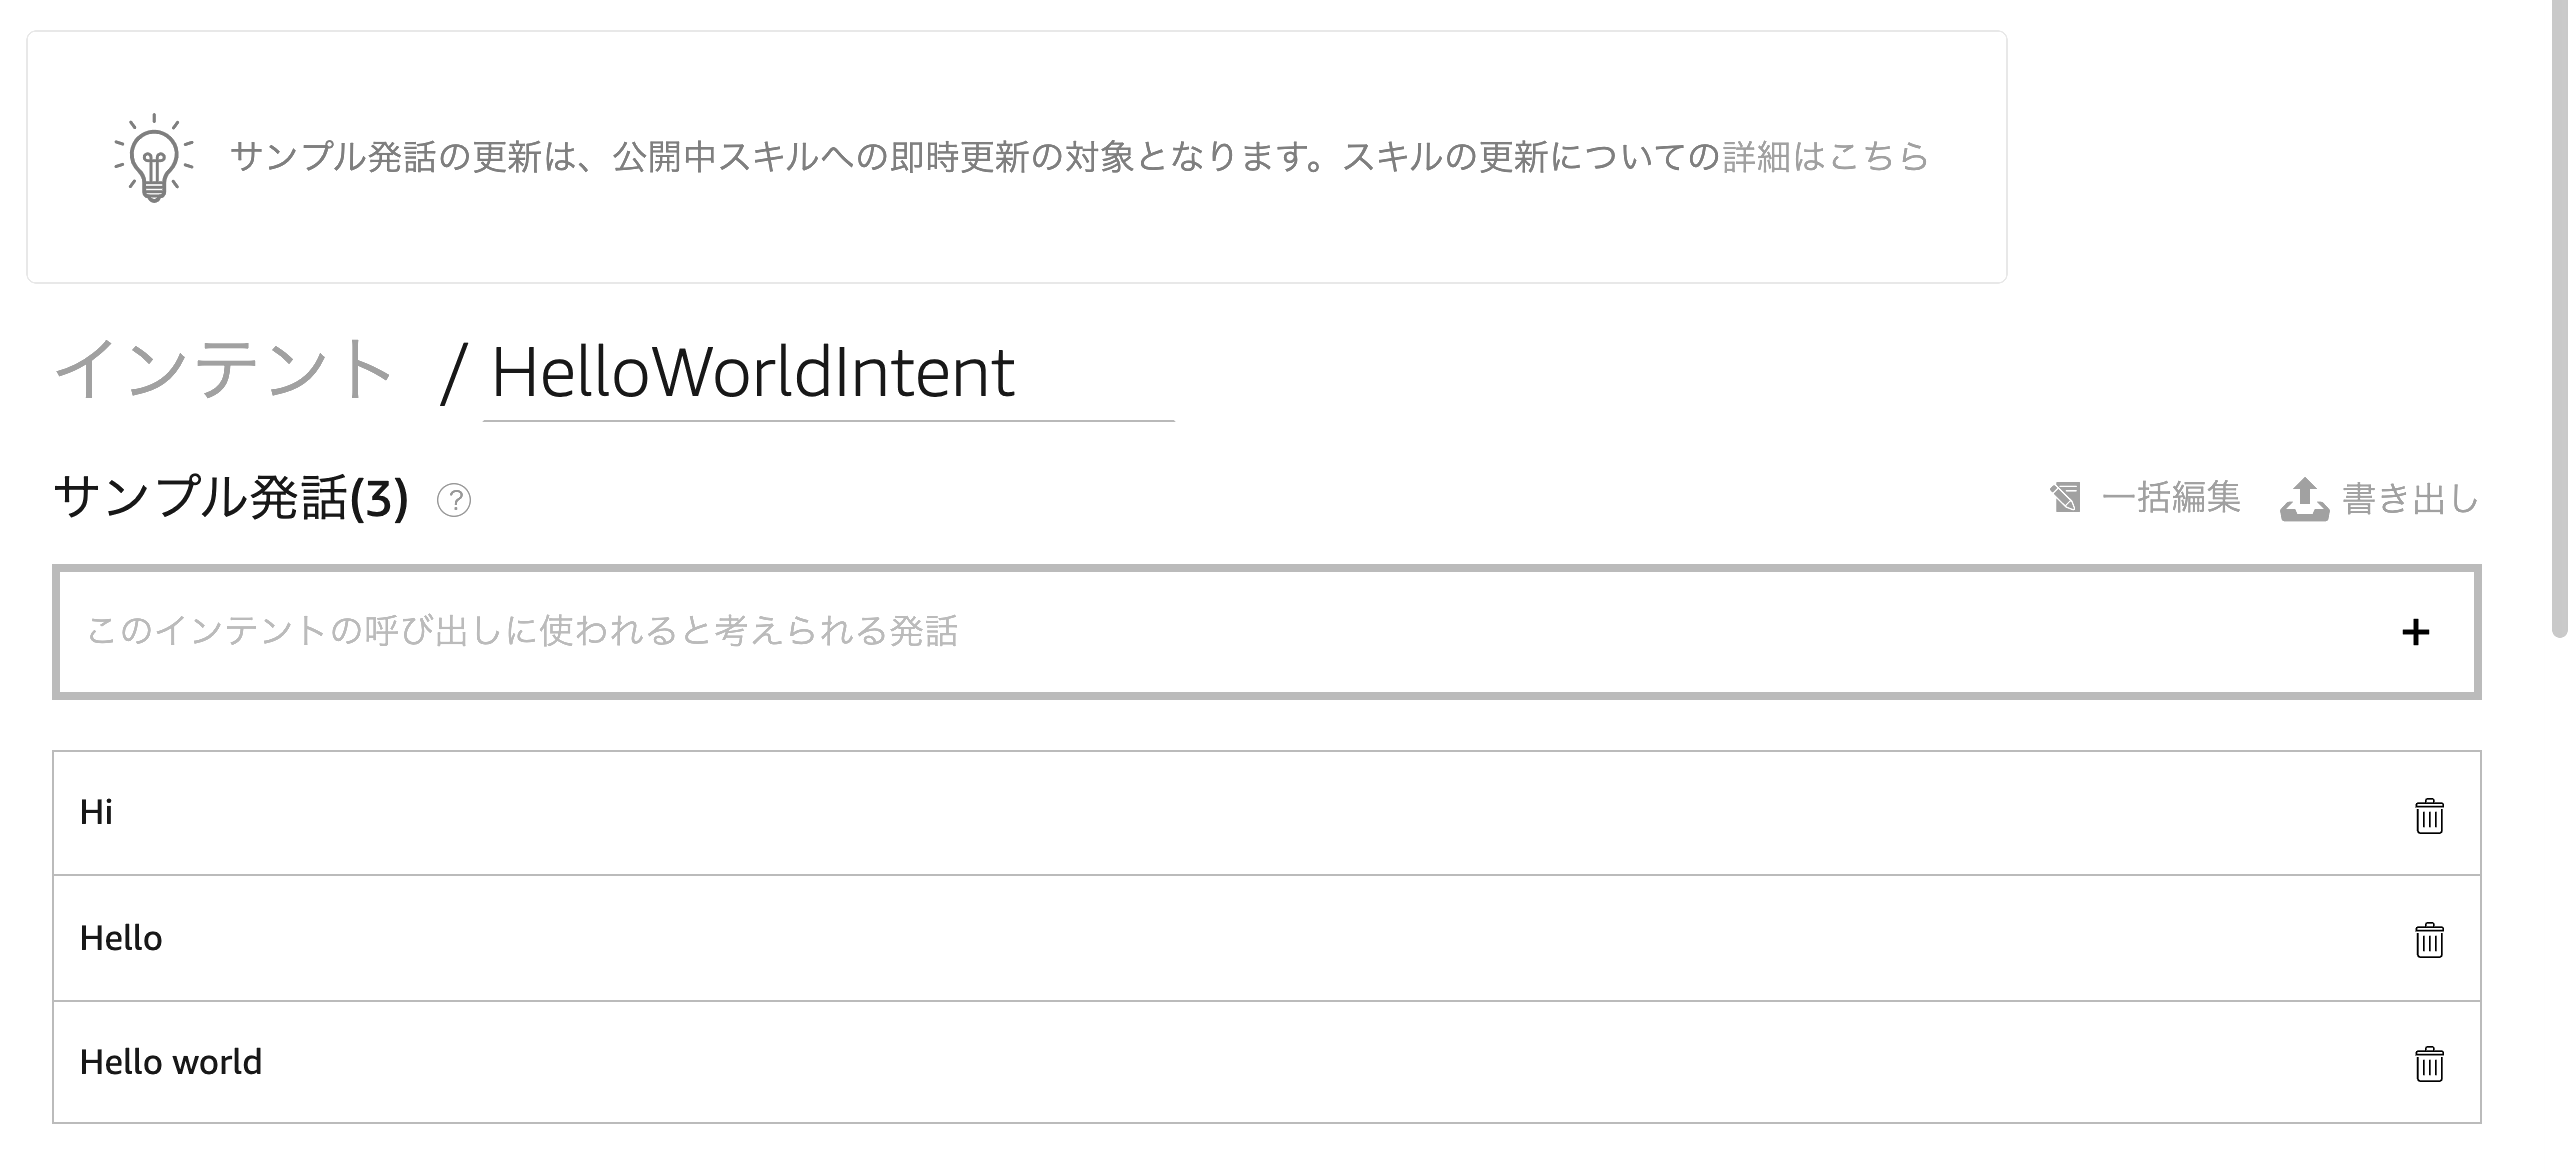 サンプル発話の更新は、公開中スキルへの即時更新の対象となります。スキルの更新についての詳細はこちら
インテント / HelloWorldIntent
サンプル発話(3) ? 一括編集 書き出し
このインテントの呼び出しに使われると考えられる発話 +
Hi
Hello
Hello world